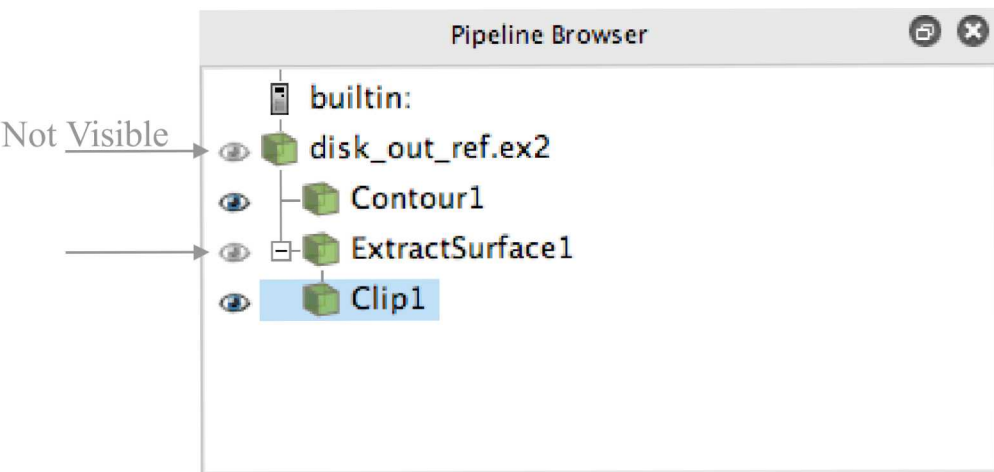 Pipeline Browser
builtin:
Not Visible
disk_out_ref.ex2
Contour1
ExtractSurface1
Clip1